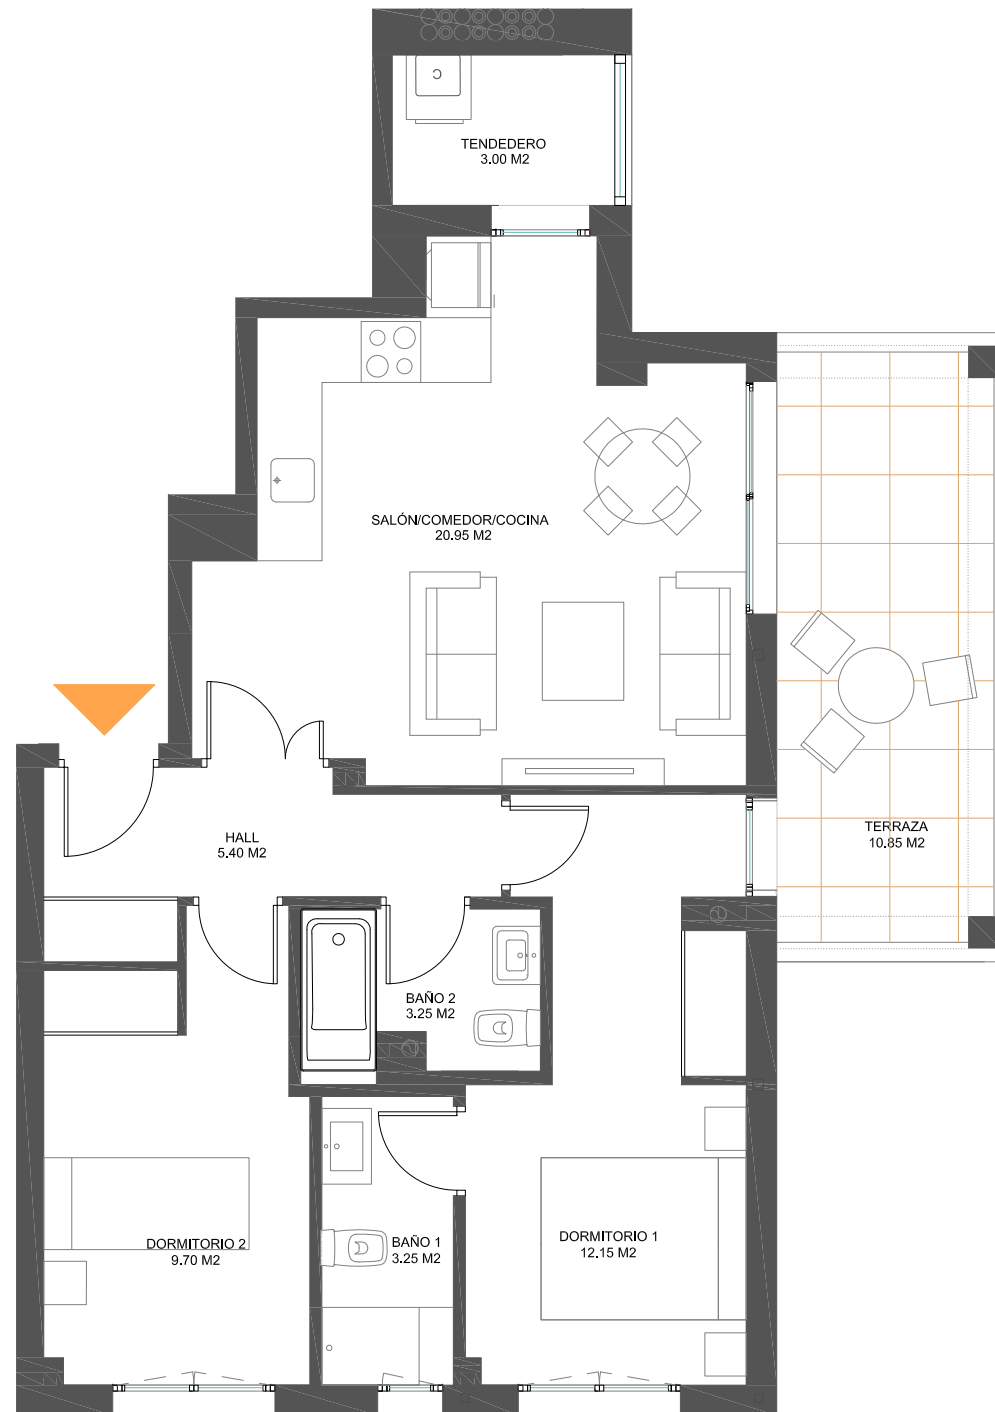 TENDEDERO
3.00 M2
SALÓN/COMEDOR/COCINA
20.95 M2
HALL
5.40 M2
TERRAZA
10.85 M2
BAÑO 2
3.25 M2
DORMITORIO 2
9.70 M2
BAÑO 1
3.25 M2
DORMITORIO 1
12.15 M2